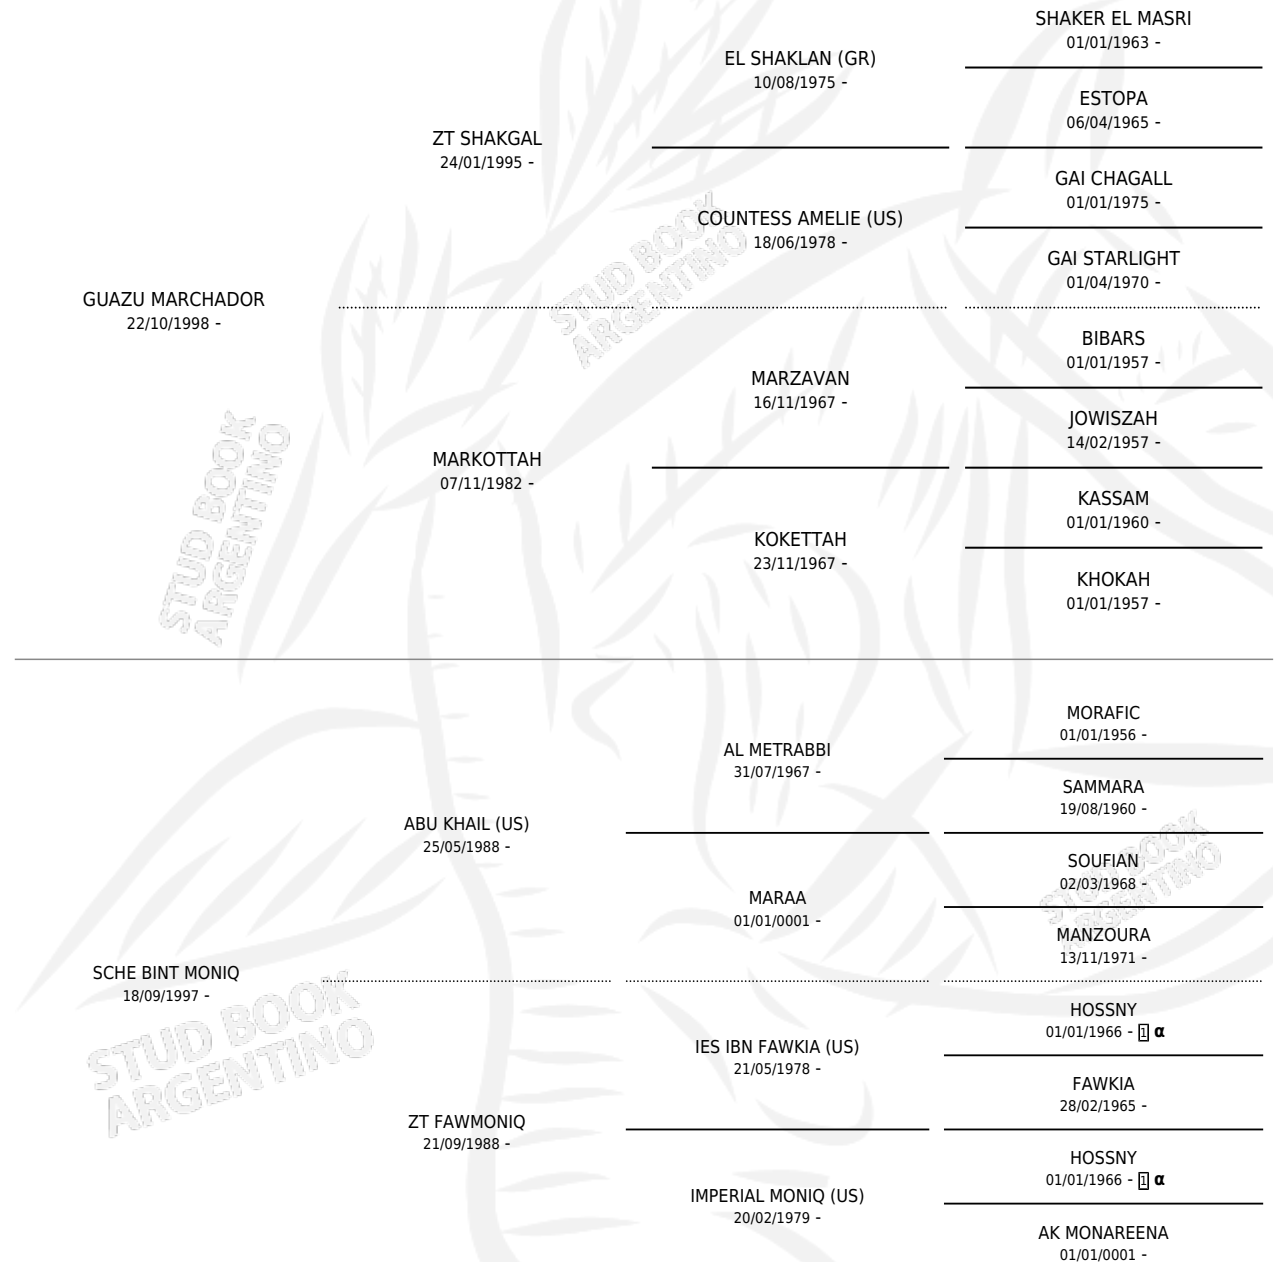 SHAKER EL MASRI
01/01/1963 -
EL SHAKLAN (GR)
10/08/1975 -
ESTOPA
06/04/1965 -
ZT SHAKGAL
24/01/1995 -
GAI CHAGALL
01/01/1975 -
COUNTESS AMELIE (US)
18/06/1978 -
GAI STARLIGHT
01/04/1970 -
GUAZU MARCHADOR
22/10/1998 -
BIBARS
01/01/1957 -
MARZAVAN
16/11/1967 -
JOWISZAH
14/02/1957 -
MARKOTTAH
07/11/1982 -
KASSAM
01/01/1960 -
KOKETTAH
23/11/1967 -
KHOKAH
01/01/1957 -
STUD BOOK
ARGENTINO
STUD BOOK
ARGENTINO
MORAFIC
01/01/1956 -
AL METRABBI
31/07/1967 -
SAMMARA
19/08/1960 -
ABU KHAIL (US)
25/05/1988 -
SOUFIAN
02/03/1968 -
MARAA
01/01/0001 -
MANZOURA
13/11/1971 -
SCHE BINT MONIQ
18/09/1997 -
HOSSNY
01/01/1966 - 1 α
IES IBN FAWKIA (US)
21/05/1978 -
FAWKIA
28/02/1965 -
ZT FAWMONIQ
21/09/1988 -
HOSSNY
01/01/1966 - 1 α
IMPERIAL MONIQ (US)
20/02/1979 -
AK MONAREENA
01/01/0001 -
STUD BOOK
ARGENTINO
STUD BOOK
ARGENTINO